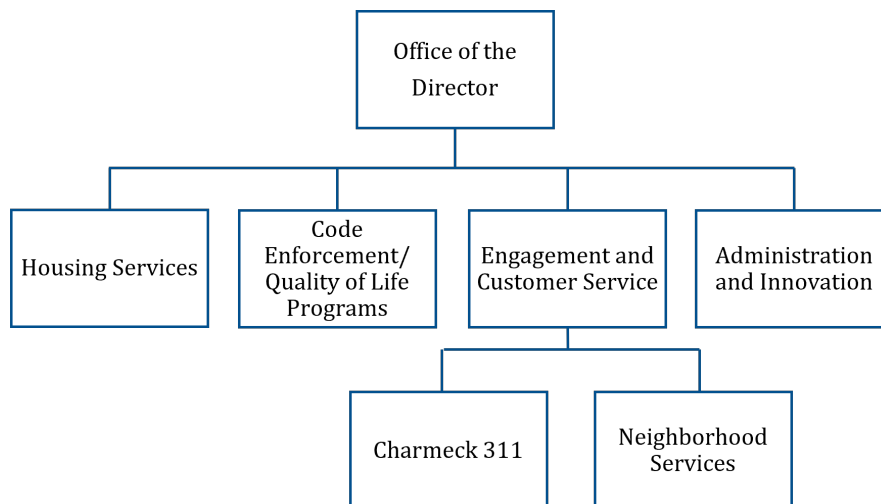 Office of the
Director
Housing Services
Code
Enforcement/
Quality of Life
Programs
Engagement and
Customer Service
Administration
and Innovation
Charmeck 311
Neighborhood
Services